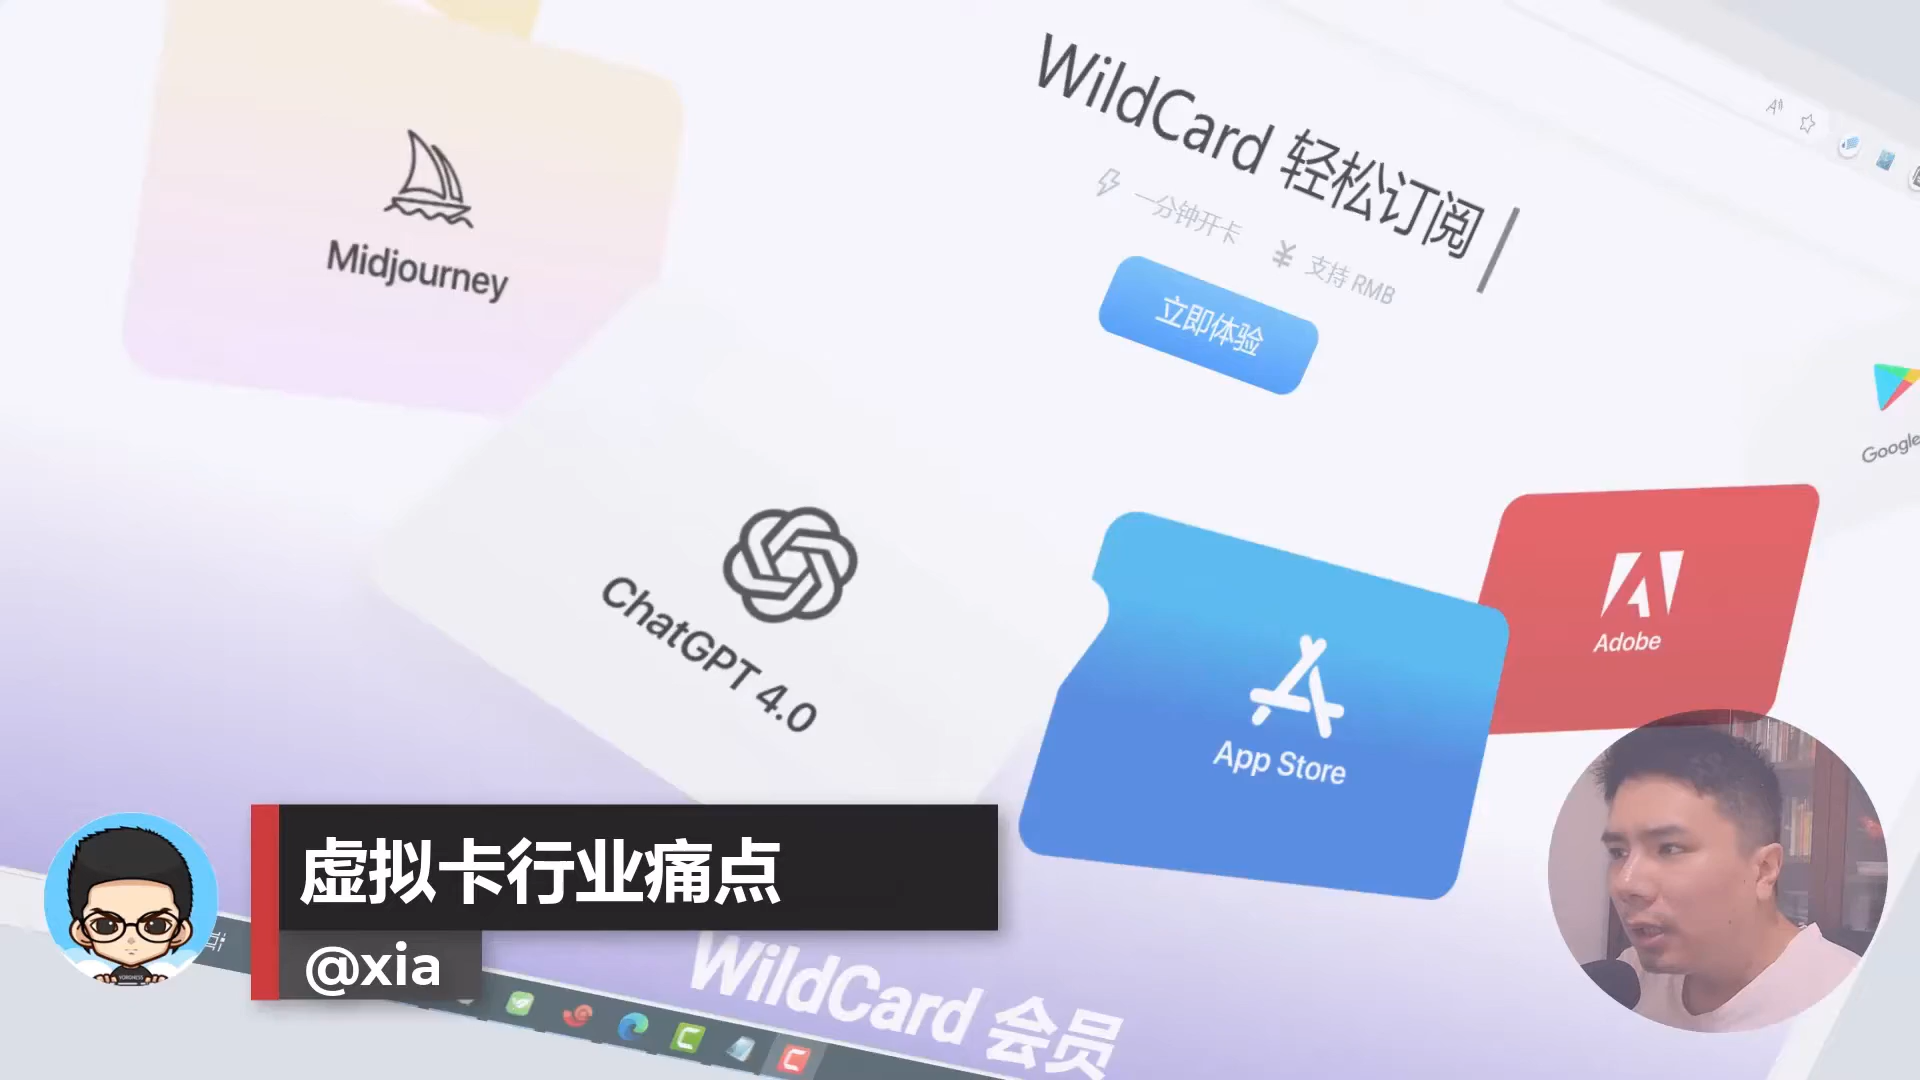 WildCard 轻松订阅
一分钟开卡
支持 RMB
立即体验
Midjourney
Google
ChatGPT 4.0
App Store
Adobe
虚拟卡行业痛点
@xia
WildCard 会员